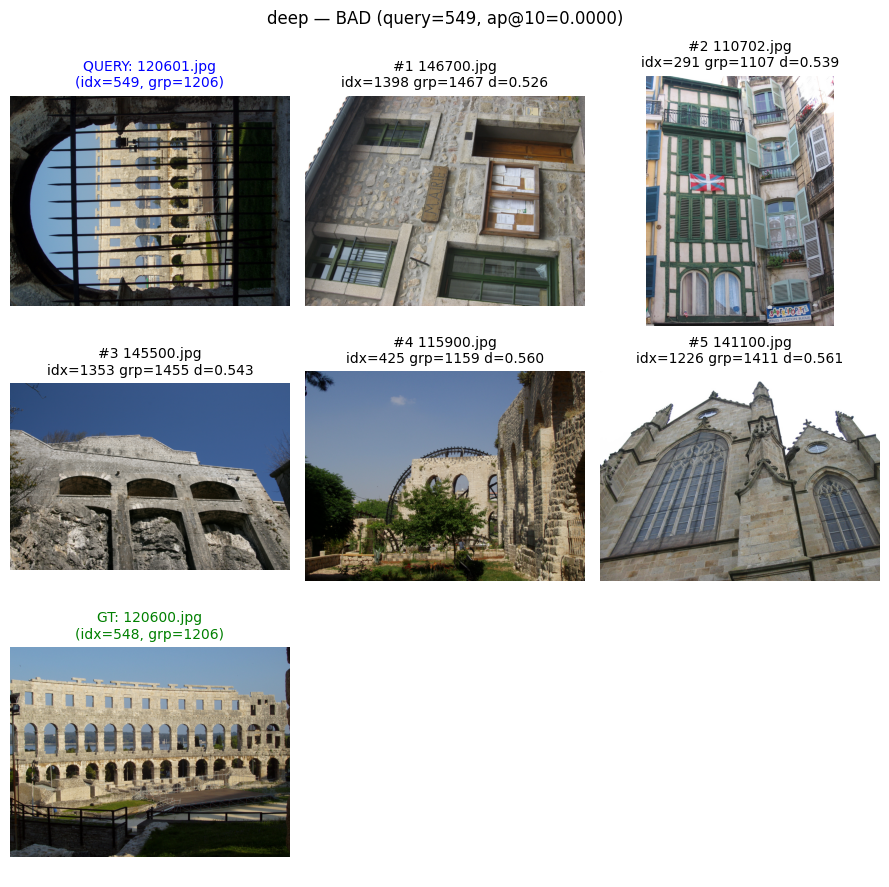 deep — BAD (query=549, ap@10=0.0000)
QUERY: 120601.jpg
(idx=549, grp=1206)
#1 146700.jpg
idx=1398 grp=1467 d=0.526
#2 110702.jpg
idx=291 grp=1107 d=0.539
#3 145500.jpg
idx=1353 grp=1455 d=0.543
#4 115900.jpg
idx=425 grp=1159 d=0.560
#5 141100.jpg
idx=1226 grp=1411 d=0.561
GT: 120600.jpg
(idx=548, grp=1206)